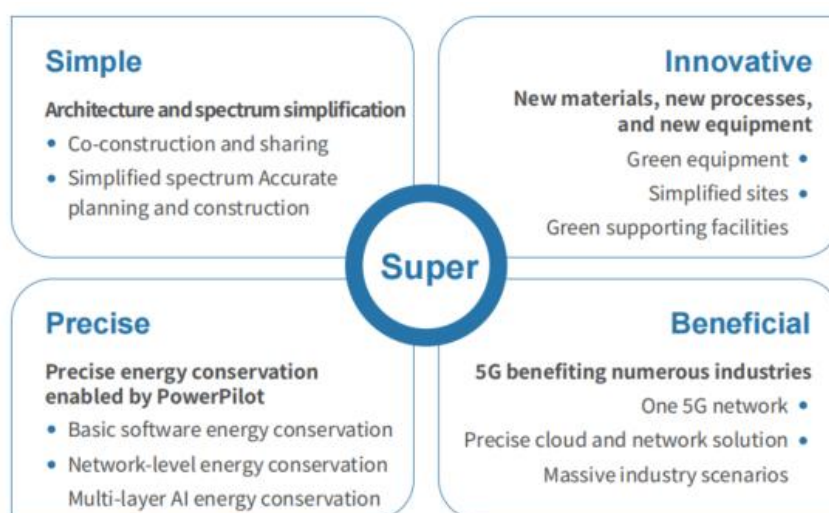 Simple
Architecture and spectrum simplification
• Co-construction and sharing
• Simplified spectrum Accurate
planning and construction
Innovative
New materials, new processes,
and new equipment
Green equipment •
Simplified sites •
Green supporting facilities
Super
Precise
Precise energy conservation
enabled by PowerPilot
• Basic software energy conservation
• Network-level energy conservation
Multi-layer AI energy conservation
Beneficial
5G benefiting numerous industries
One 5G network •
Precise cloud and network solution •
Massive industry scenarios